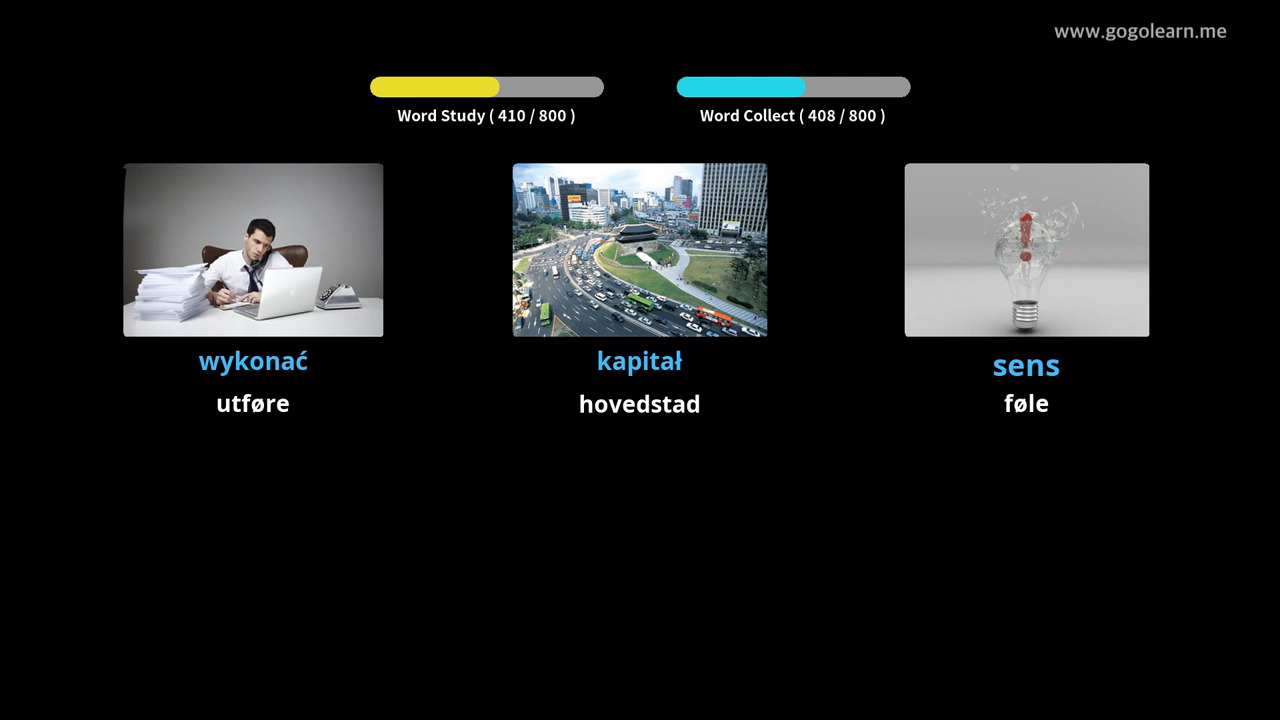 www.gogolearn.me
Word Study ( 410 / 800 )
Word Collect ( 408 / 800 )
wykonać
utføre
kapitał
hovedstad
sens
føle